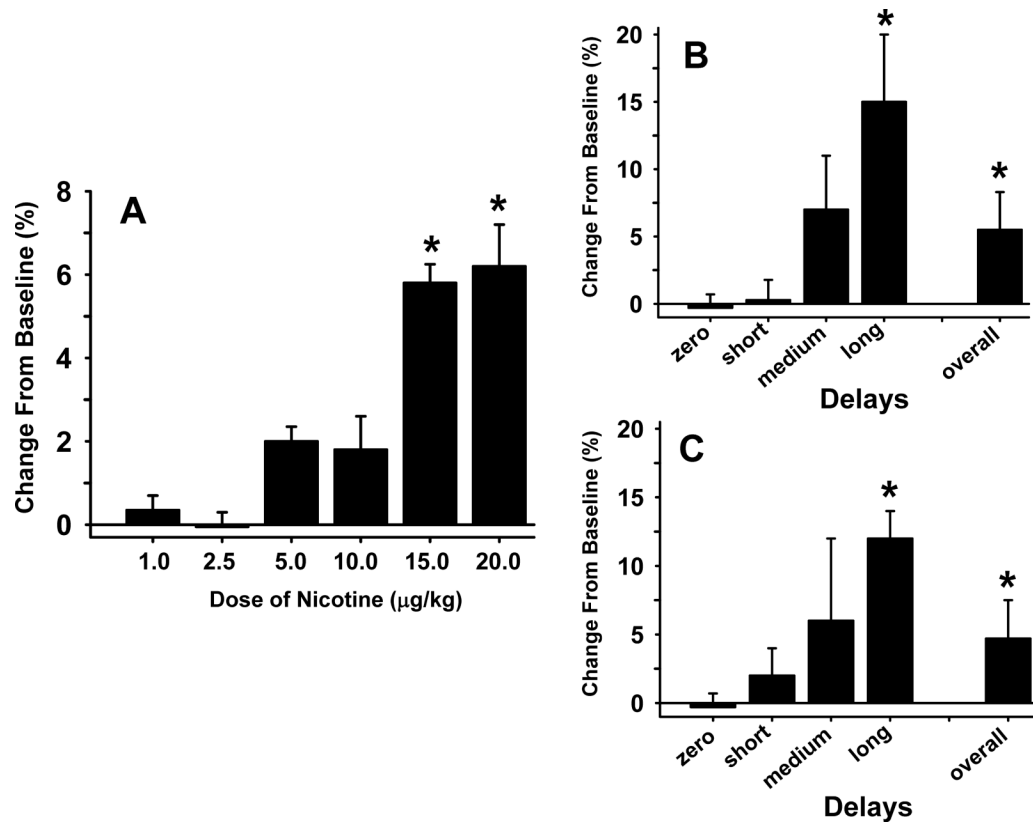 A
Change From Baseline (%)
8
6
4
2
0
*
*
1.0 2.5 5.0 10.0 15.0 20.0
Dose of Nicotine (μg/kg)
B
Change From Baseline (%)
20
15
10
5
0
*
*
zero short medium long overall
Delays
C
Change From Baseline (%)
20
15
10
5
0
*
*
zero short medium long overall
Delays